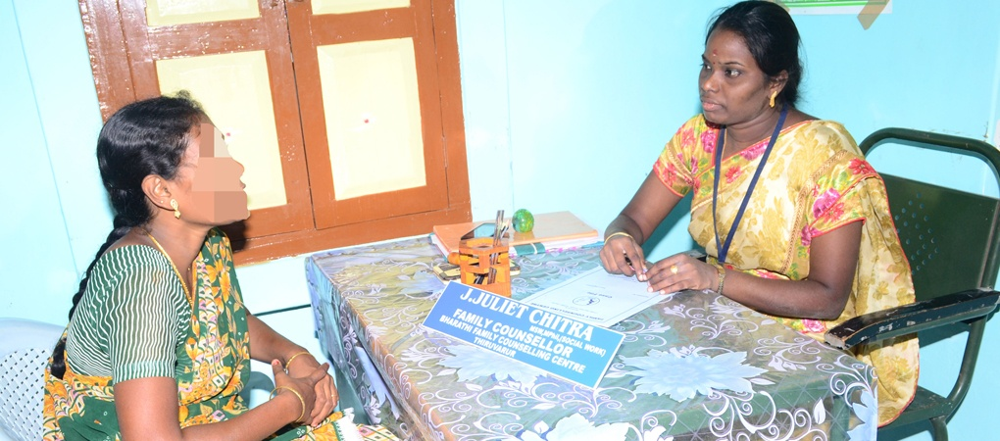 J.JULIET CHITRA
FAMILY COUNSELLOR
BHARATHI FAMILY COUNSELLING CENTRE
THIRUVARUR